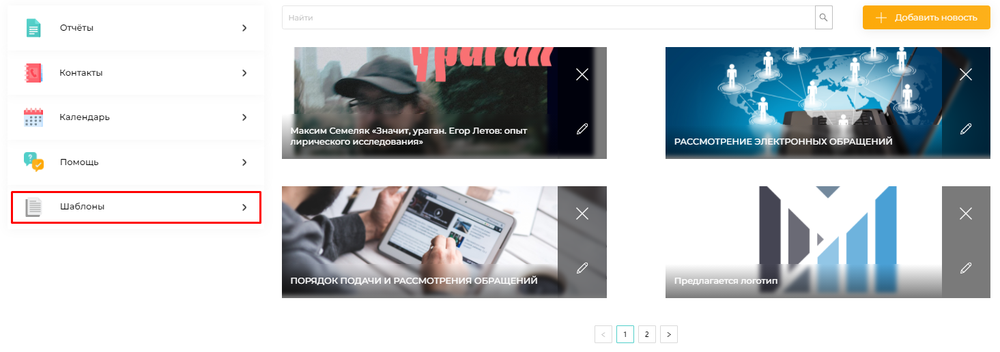 Отчёты
Контакты
Календарь
Помощь
Шаблоны
Найти
Добавить новость
ураган
Максим Семеляк «Значит, ураган. Егор Летов: опыт
лирического исследования»
РАССМОТРЕНИЕ ЭЛЕКТРОННЫХ ОБРАЩЕНИЙ
ПОРЯДОК ПОДАЧИ И РАССМОТРЕНИЯ ОБРАЩЕНИЙ
Предлагается логотип
< 1 2 >